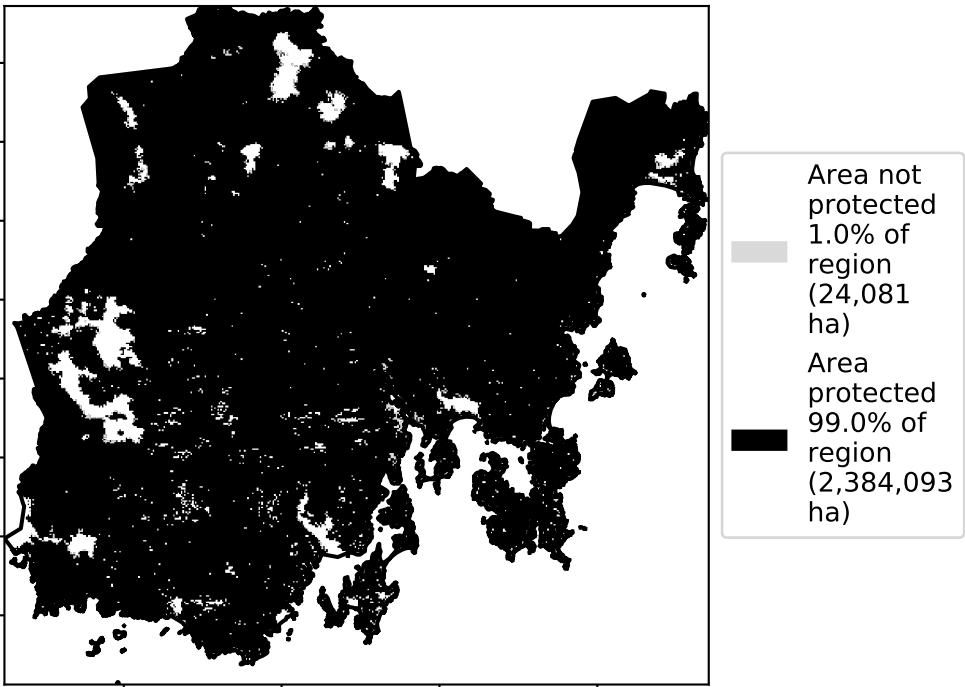 Area not
protected
1.0% of
region
(24,081
ha)
Area
protected
99.0% of
region
(2,384,093
ha)